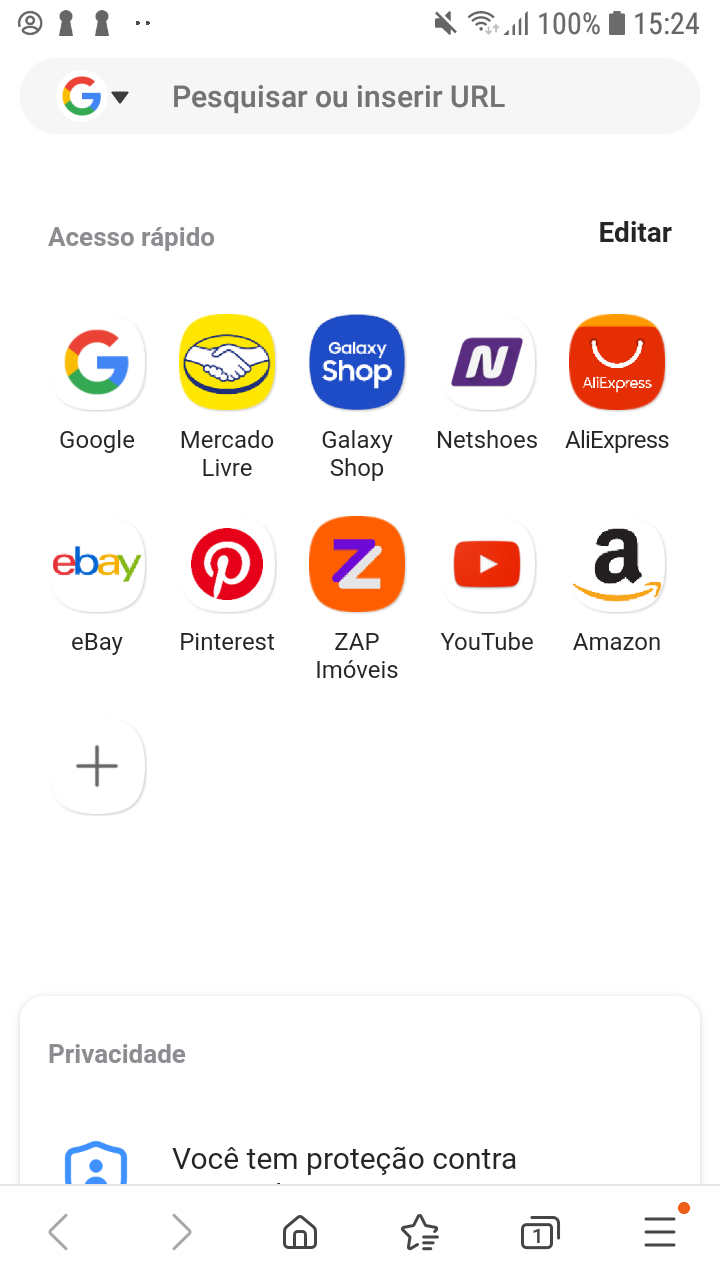 100% 15:24
Pesquisar ou inserir URL
Acesso rápido
Editar
Galaxy
Shop
N
AliExpress
Google
Mercado
Livre
Galaxy
Shop
Netshoes
AliExpress
ebay
Z
a
eBay
Pinterest
ZAP
Imóveis
YouTube
Amazon
Privacidade
Você tem proteção contra
1